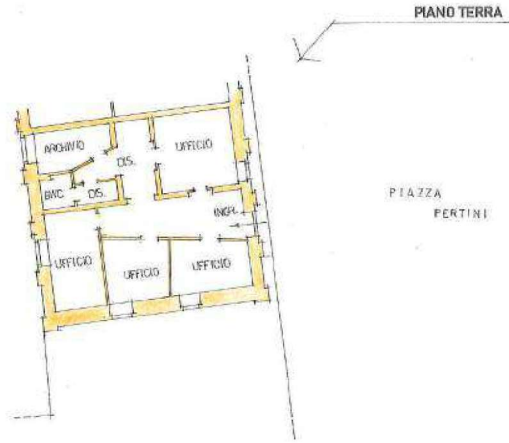 PIANO TERRA
ARCHIVIO
DIS.
UFFICIO
BWC
DIS.
INGR.
PIAZZA
PERTINI
UFFICIO
UFFICIO
UFFICIO